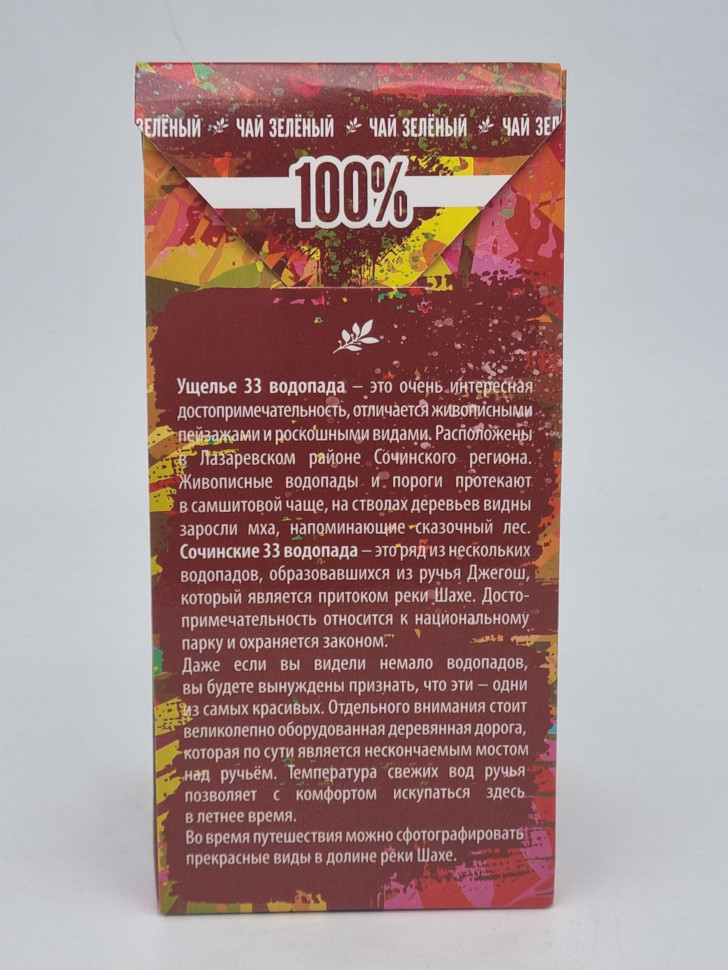 ЗЕЛЁНЫЙ ЧАЙ ЗЕЛЁНЫЙ ЧАЙ ЗЕЛЁНЫЙ ЧАЙ ЗЕЛ
100%
Ущелье 33 водопада – это очень интересная
достопримечательность, отличается живописными
пейзажами и роскошными видами. Расположены
в Лазаревском районе Сочинского региона.
Живописные водопады и пороги протекают
в самшитовой чаще, на стволах деревьев видны
заросли мха, напоминающие сказочный лес.
Сочинские 33 водопада – это ряд из нескольких
водопадов, образовавшихся из ручья Джегош,
который является притоком реки Шахе. Досто-
примечательность относится к национальному
парку и охраняется законом.
Даже если вы видели немало водопадов,
вы будете вынуждены признать, что эти – одни
из самых красивых. Отдельного внимания стоит
великолепно оборудованная деревянная дорога,
которая по сути является нескончаемым мостом
над ручьём. Температура свежих вод ручья
позволяет с комфортом искупаться здесь
в летнее время.
Во время путешествия можно сфотографировать
прекрасные виды в долине реки Шахе.